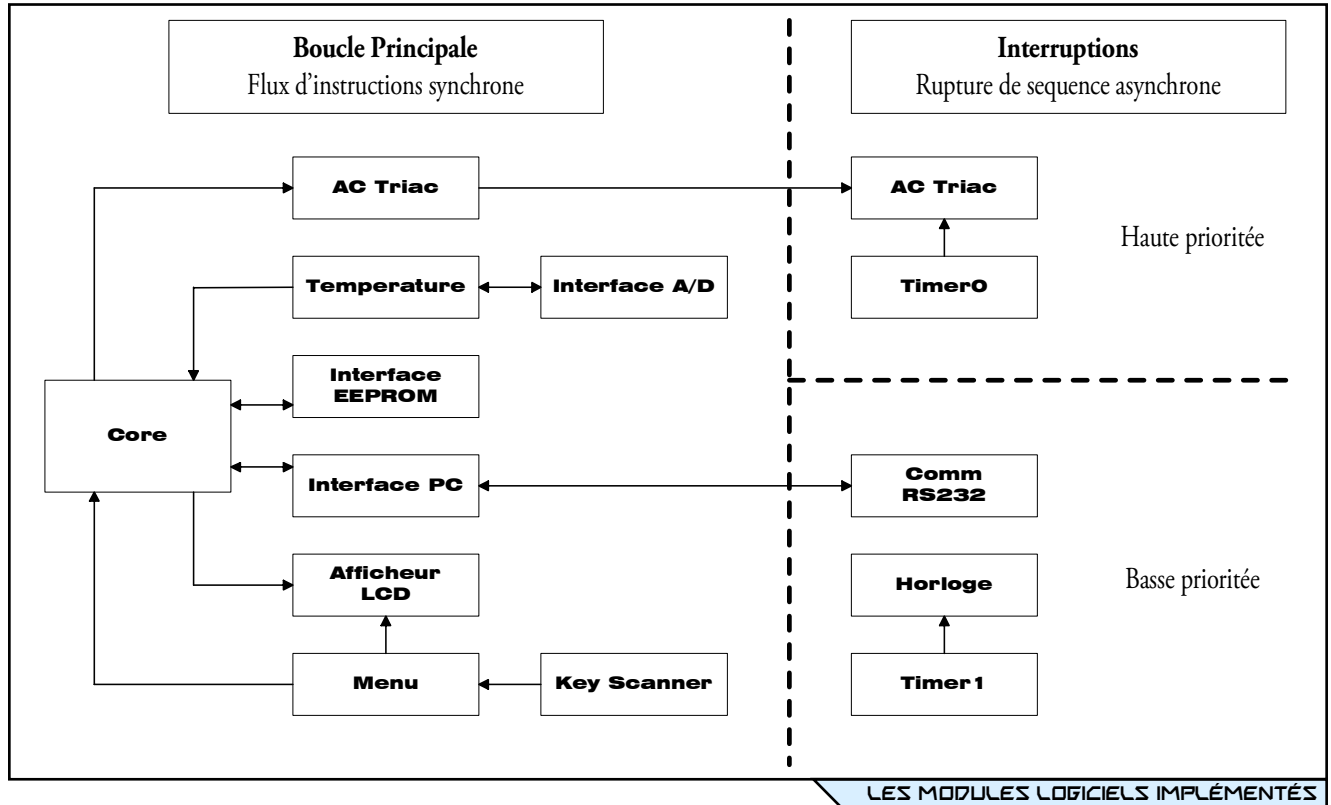 Boucle Principale
Flux d'instructions synchrone
Interruptions
Rupture de sequence asynchrone
AC Triac
AC Triac
Haute prioritée
Temperature
Interface A/D
Timer0
Interface
EEPROM
Core
Interface PC
Comm
RS232
Afficheur
LCD
Horloge
Basse prioritée
Menu
Key Scanner
Timer1
LES MODULES LOGICIELS IMPLÉMENTÉS